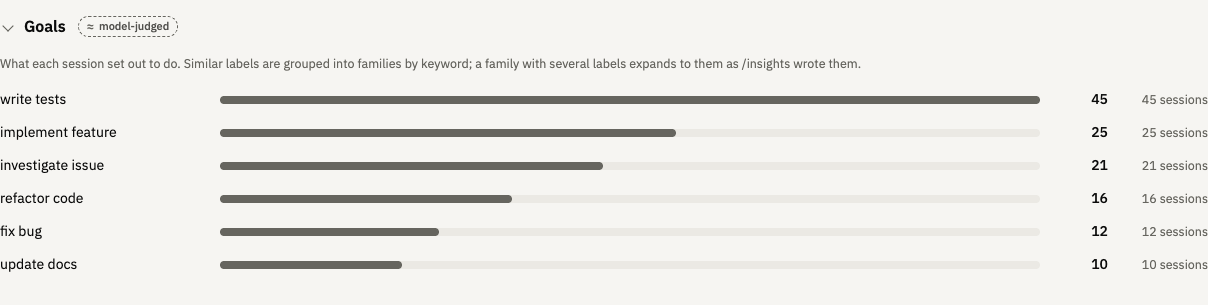 Goals ≈ model-judged
What each session set out to do. Similar labels are grouped into families by keyword; a family with several labels expands to them as /insights wrote them.
write tests 45 45 sessions
implement feature 25 25 sessions
investigate issue 21 21 sessions
refactor code 16 16 sessions
fix bug 12 12 sessions
update docs 10 10 sessions